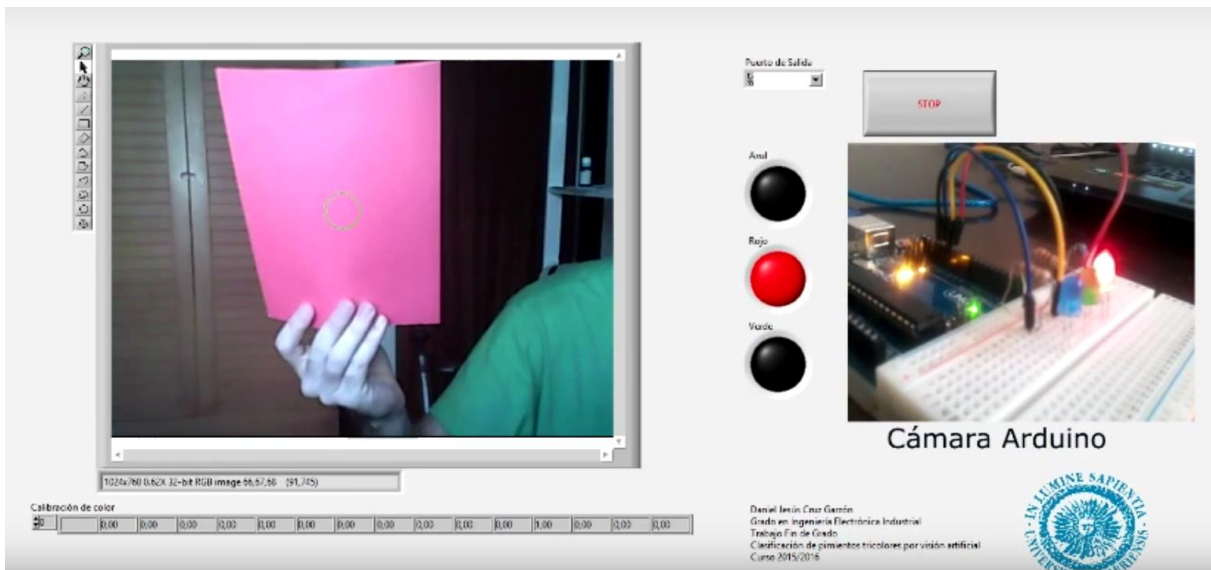 Puerto de Salida
STOP
Azul
Rojo
Verde
Cámara Arduino
1024x768 0.62X 32-bit RGB image 66,67,68 (91,745)
Calibración de color
0 0,00 0,00 0,00 0,00 0,00 0,00 0,00 0,00 0,00 0,00 0,00 1,00 0,00 0,00 0,00
Daniel Jesús Cruz Garzón
Grado en Ingeniería Electrónica Industrial
Trabajo Fin de Grado
Clasificación de pimientos tricolores por visión artificial
Curso 2015/2016
IN LUMINE SAPIENTIA